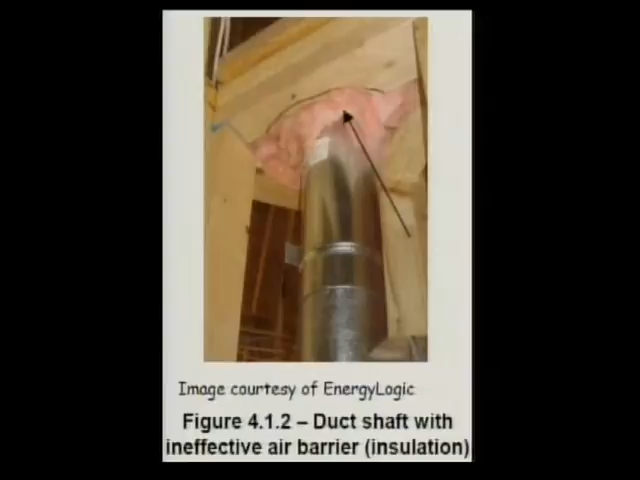 Image courtesy of EnergyLogic
Figure 4.1.2 – Duct shaft with
ineffective air barrier (insulation)